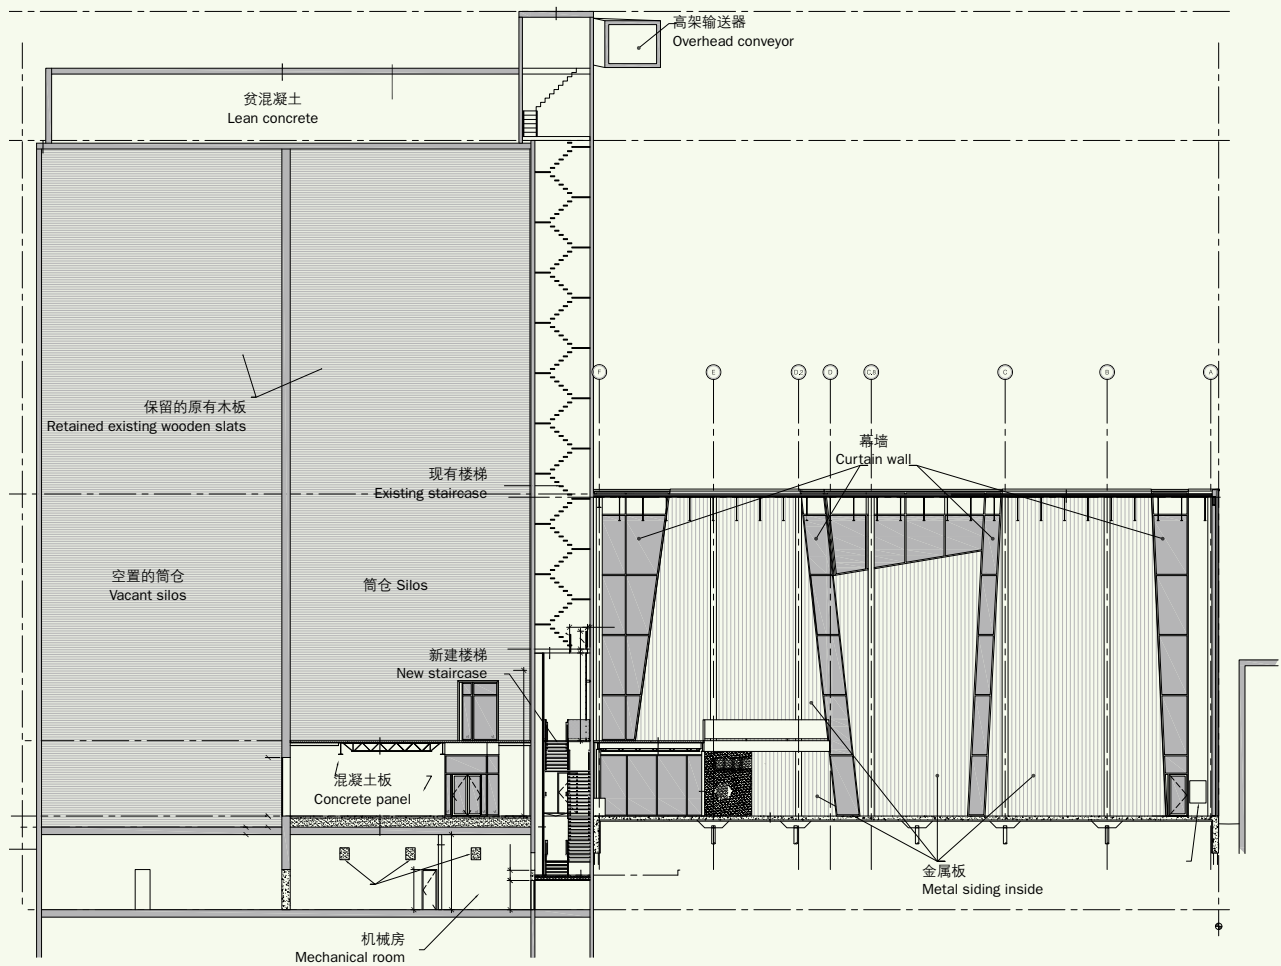 高架输送器
Overhead conveyor
贫混凝土
Lean concrete
F
E
D.2
D
C.8
C
B
A
保留的原有木板
Retained existing wooden slats
幕墙
Curtain wall
现有楼梯
Existing staircase
空置的筒仓
Vacant silos
筒仓 Silos
新建楼梯
New staircase
混凝土板
Concrete panel
金属板
Metal siding inside
机械房
Mechanical room